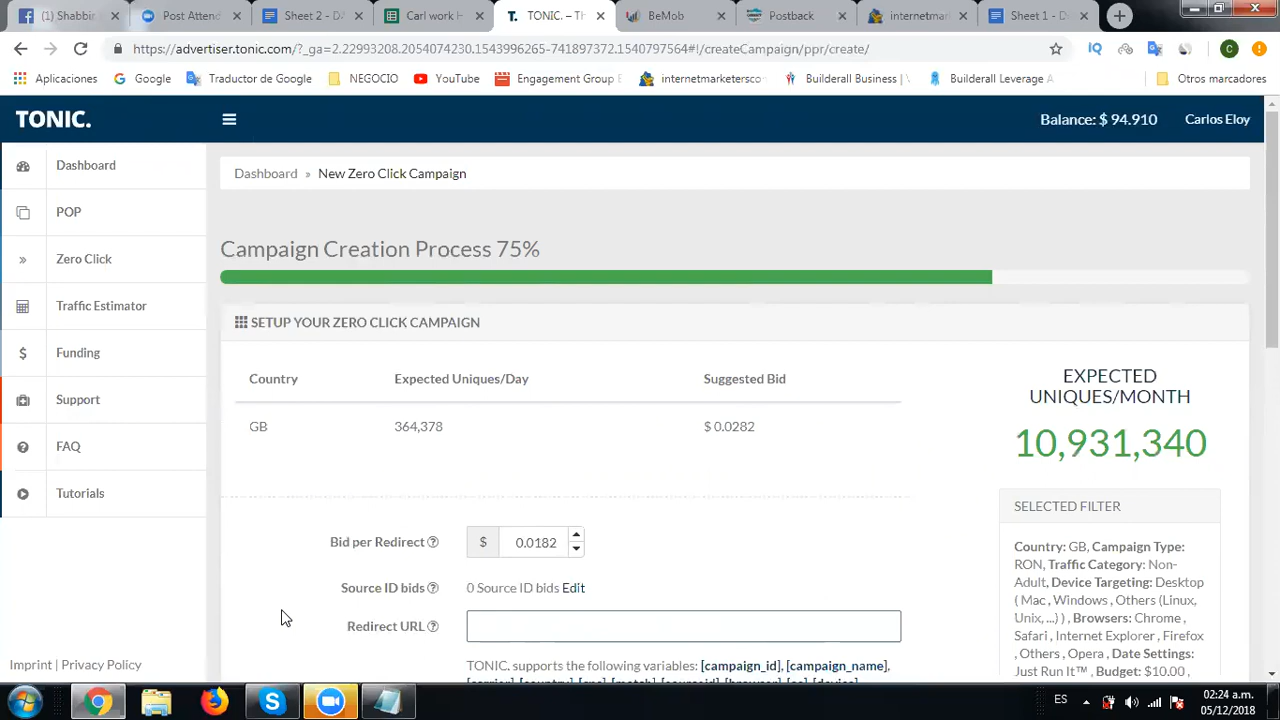 Shabbir
Post Attend
Sheet 2 - DA
Carl work H
TONIC. – Th
BeMob
Postback
internetmar
Sheet 1 - Da
https://advertiser.tonic.com/?_ga=2.22993208.2054074230.1543996265-741897372.1540797564#!/createCampaign/ppr/create/
Aplicaciones
Google
Traductor de Google
NEGOCIO
YouTube
Engagement Group E
internetmarketersco
Builderall Business | \
Builderall Leverage A
Otros marcadores
TONIC.
Balance: $ 94.910
Carlos Eloy
Dashboard
POP
Zero Click
Traffic Estimator
Funding
Support
FAQ
Tutorials
Imprint | Privacy Policy
Dashboard » New Zero Click Campaign
Campaign Creation Process 75%
SETUP YOUR ZERO CLICK CAMPAIGN
Country Expected Uniques/Day Suggested Bid
GB 364,378 $ 0.0282
Bid per Redirect $ 0.0182
Source ID bids 0 Source ID bids Edit
Redirect URL
TONIC. supports the following variables: [campaign_id], [campaign_name],
EXPECTED
UNIQUES/MONTH
10,931,340
SELECTED FILTER
Country: GB, Campaign Type:
RON, Traffic Category: Non-
Adult, Device Targeting: Desktop
( Mac , Windows , Others (Linux,
Unix, ...) ) , Browsers: Chrome ,
Safari , Internet Explorer , Firefox
, Others , Opera , Date Settings:
Just Run It™ , Budget: $10.00 ,
ES
02:24 a.m.
05/12/2018